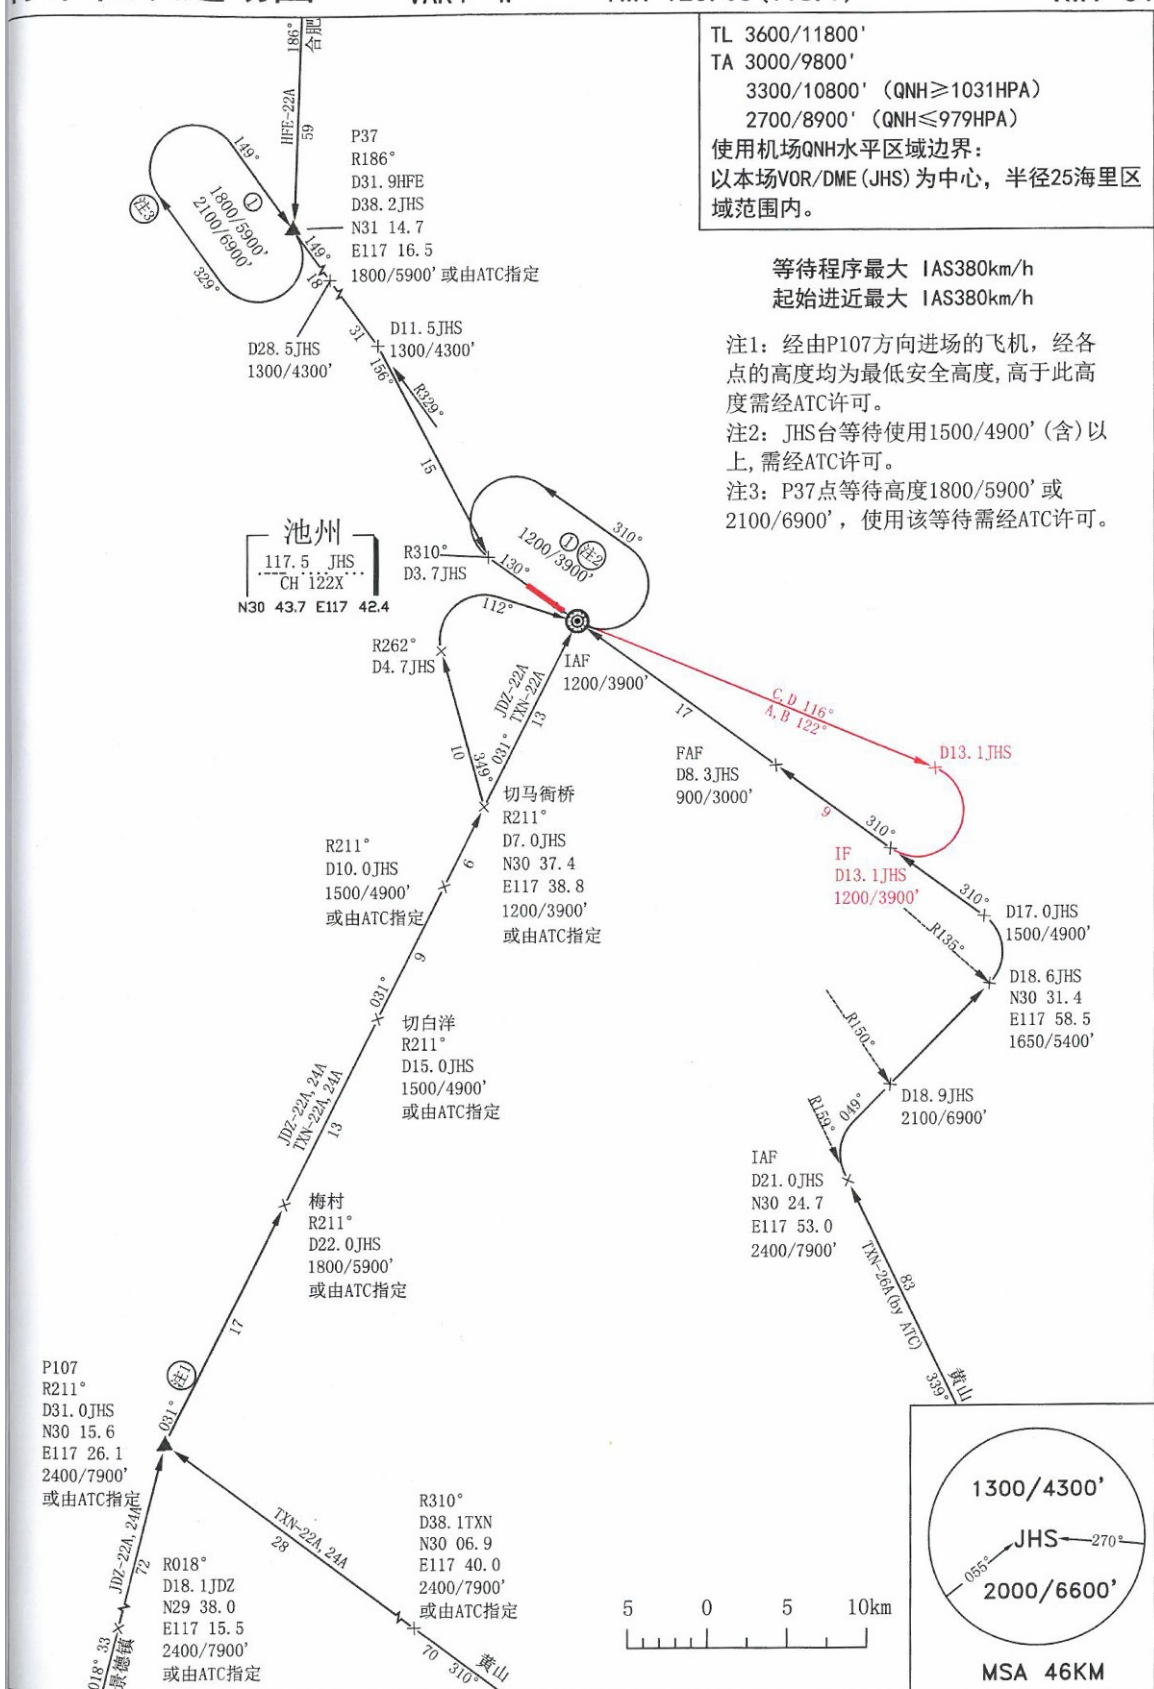 TL 3600/11800'
TA 3000/9800'
3300/10800' (QNH≥1031HPA)
2700/8900' (QNH≤979HPA)
使用机场QNH水平区域边界:
以本场VOR/DME(JHS)为中心, 半径25海里区
域范围内。
等待程序最大 IAS380km/h
起始进近最大 IAS380km/h
注1: 经由P107方向进场的飞机, 经各
点的高度均为最低安全高度, 高于此高
度需经ATC许可。
注2: JHS台等待使用1500/4900'(含)以
上, 需经ATC许可。
注3: P37点等待高度1800/5900'或
2100/6900', 使用该等待需经ATC许可。
186°
合肥
HFE-22A
59
149°
①
1800/5900'
2100/6900'
注3
329°
P37
R186°
D31.9HFE
D38.2JHS
N31 14.7
E117 16.5
1800/5900'或由ATC指定
149°
18
D28.5JHS
1300/4300'
31
D11.5JHS
1300/4300'
156°
R329°
15
池州
117.5 JHS
CH 122X
N30 43.7 E117 42.4
R310°
D3.7JHS
130°
310°
① 注2
1200/3900'
112°
R262°
D4.7JHS
IAF
1200/3900'
JDZ-22A
TXN-22A
13
031°
349°
10
C,D 116°
A,B 122°
D13.1JHS
17
FAF
D8.3JHS
900/3000'
9
310°
IF
D13.1JHS
1200/3900'
310°
D17.0JHS
1500/4900'
R135°
D18.6JHS
N30 31.4
E117 58.5
1650/5400'
R150°
D18.9JHS
2100/6900'
049°
R159°
IAF
D21.0JHS
N30 24.7
E117 53.0
2400/7900'
83
TXN-26A(by ATC)
339°
黄山
切马衙桥
R211°
D7.0JHS
N30 37.4
E117 38.8
1200/3900'
或由ATC指定
6
R211°
D10.0JHS
1500/4900'
或由ATC指定
9
031°
切白洋
R211°
D15.0JHS
1500/4900'
或由ATC指定
JDZ-22A,24A
TXN-22A,24A
13
梅村
R211°
D22.0JHS
1800/5900'
或由ATC指定
17
注1
031°
P107
R211°
D31.0JHS
N30 15.6
E117 26.1
2400/7900'
或由ATC指定
JDZ-22A,24A
72
R018°
D18.1JDZ
N29 38.0
E117 15.5
2400/7900'
或由ATC指定
018° 33
景德镇
TXN-22A,24A
28
R310°
D38.1TXN
N30 06.9
E117 40.0
2400/7900'
或由ATC指定
70
310°
黄山
5 0 5 10km
1300/4300'
JHS
270°
055°
2000/6600'
MSA 46KM